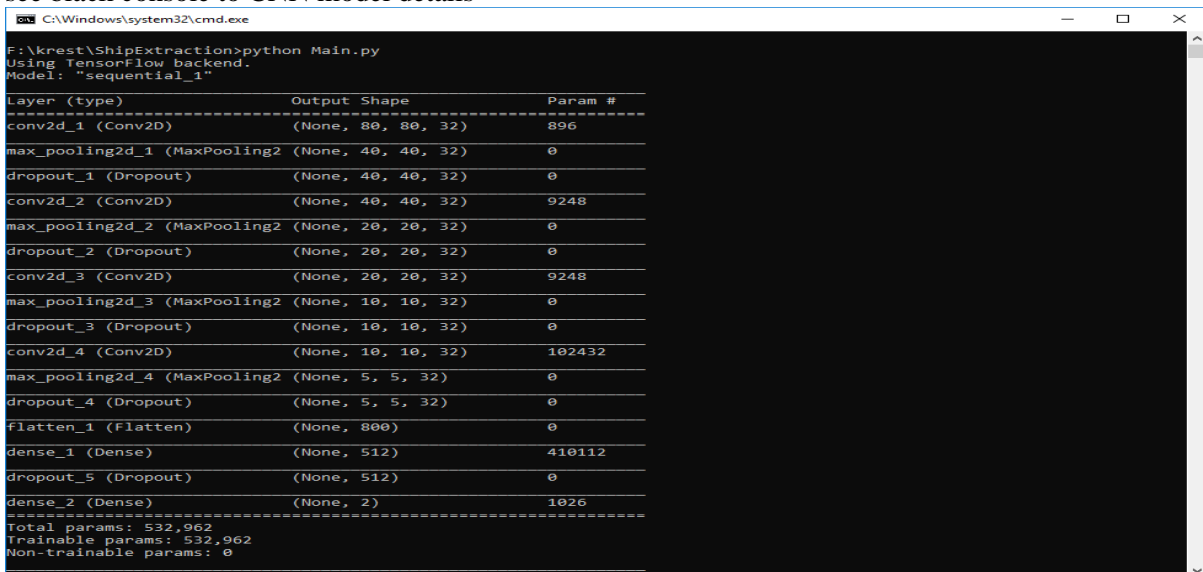 see black console to CNN model details
C:\Windows\system32\cmd.exe
F:\krest\ShipExtraction>python Main.py
Using TensorFlow backend.
Model: "sequential_1"
Layer (type) Output Shape Param #
conv2d_1 (Conv2D) (None, 80, 80, 32) 896
max_pooling2d_1 (MaxPooling2 (None, 40, 40, 32) 0
dropout_1 (Dropout) (None, 40, 40, 32) 0
conv2d_2 (Conv2D) (None, 40, 40, 32) 9248
max_pooling2d_2 (MaxPooling2 (None, 20, 20, 32) 0
dropout_2 (Dropout) (None, 20, 20, 32) 0
conv2d_3 (Conv2D) (None, 20, 20, 32) 9248
max_pooling2d_3 (MaxPooling2 (None, 10, 10, 32) 0
dropout_3 (Dropout) (None, 10, 10, 32) 0
conv2d_4 (Conv2D) (None, 10, 10, 32) 102432
max_pooling2d_4 (MaxPooling2 (None, 5, 5, 32) 0
dropout_4 (Dropout) (None, 5, 5, 32) 0
flatten_1 (Flatten) (None, 800) 0
dense_1 (Dense) (None, 512) 410112
dropout_5 (Dropout) (None, 512) 0
dense_2 (Dense) (None, 2) 1026
Total params: 532,962
Trainable params: 532,962
Non-trainable params: 0